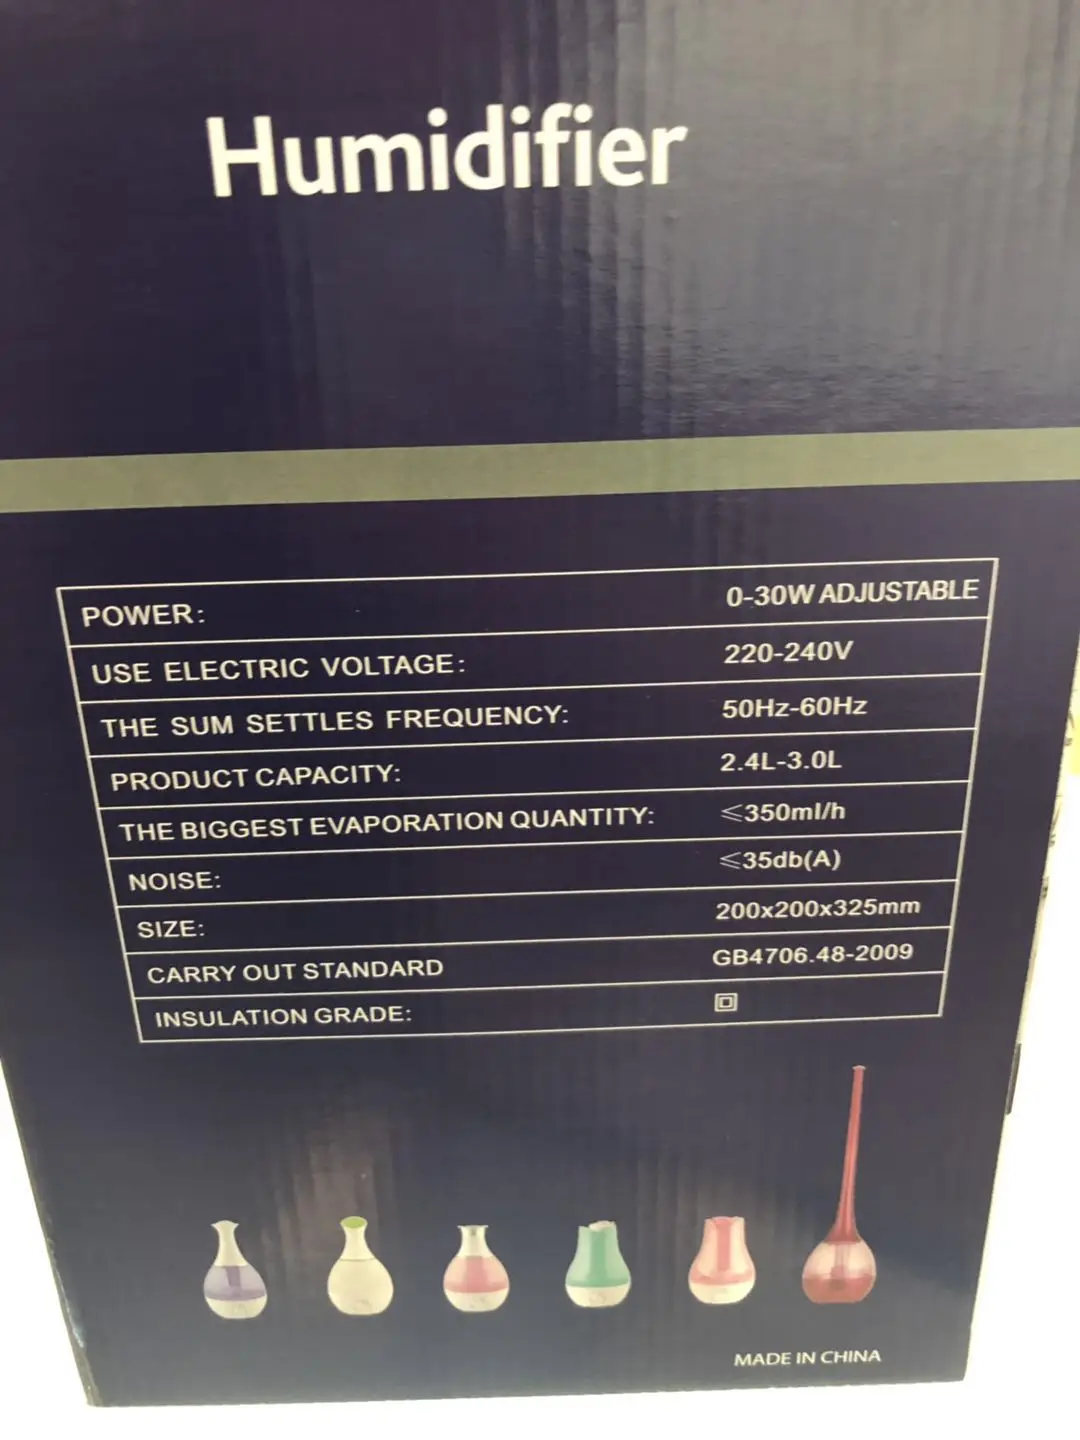 Humidifier
POWER: 0-30W ADJUSTABLE
USE ELECTRIC VOLTAGE: 220-240V
THE SUM SETTLES FREQUENCY: 50Hz-60Hz
PRODUCT CAPACITY: 2.4L-3.0L
THE BIGGEST EVAPORATION QUANTITY: ≤350ml/h
NOISE: ≤35db(A)
SIZE: 200x200x325mm
CARRY OUT STANDARD GB4706.48-2009
INSULATION GRADE:
MADE IN CHINA